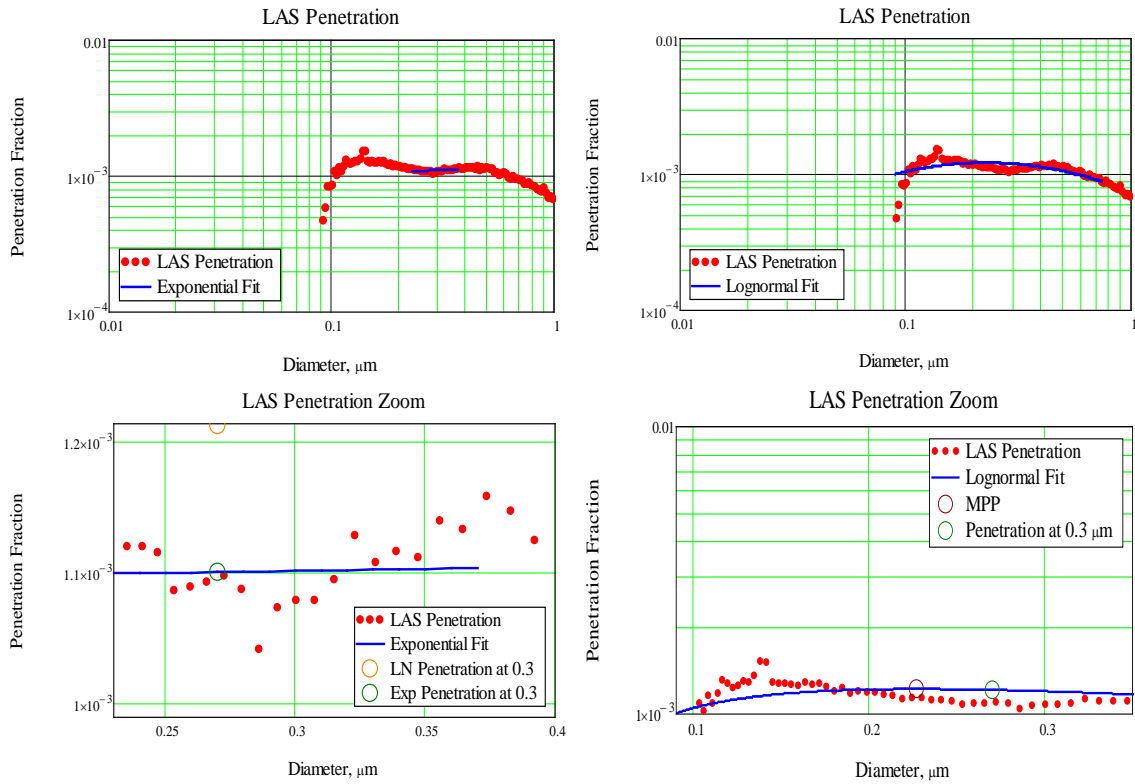 LAS Penetration
0.01
1×10⁻³
1×10⁻⁴
Penetration Fraction
LAS Penetration
Exponential Fit
0.01
0.1
1
Diameter, μm
LAS Penetration
0.01
1×10⁻³
1×10⁻⁴
Penetration Fraction
LAS Penetration
Lognormal Fit
0.01
0.1
1
Diameter, μm
LAS Penetration Zoom
1.2×10⁻³
1.1×10⁻³
1×10⁻³
Penetration Fraction
LAS Penetration
Exponential Fit
LN Penetration at 0.3
Exp Penetration at 0.3
0.25
0.3
0.35
0.4
Diameter, μm
LAS Penetration Zoom
0.01
1×10⁻³
Penetration Fraction
LAS Penetration
Lognormal Fit
MPP
Penetration at 0.3 μm
0.1
0.2
0.3
Diameter, μm